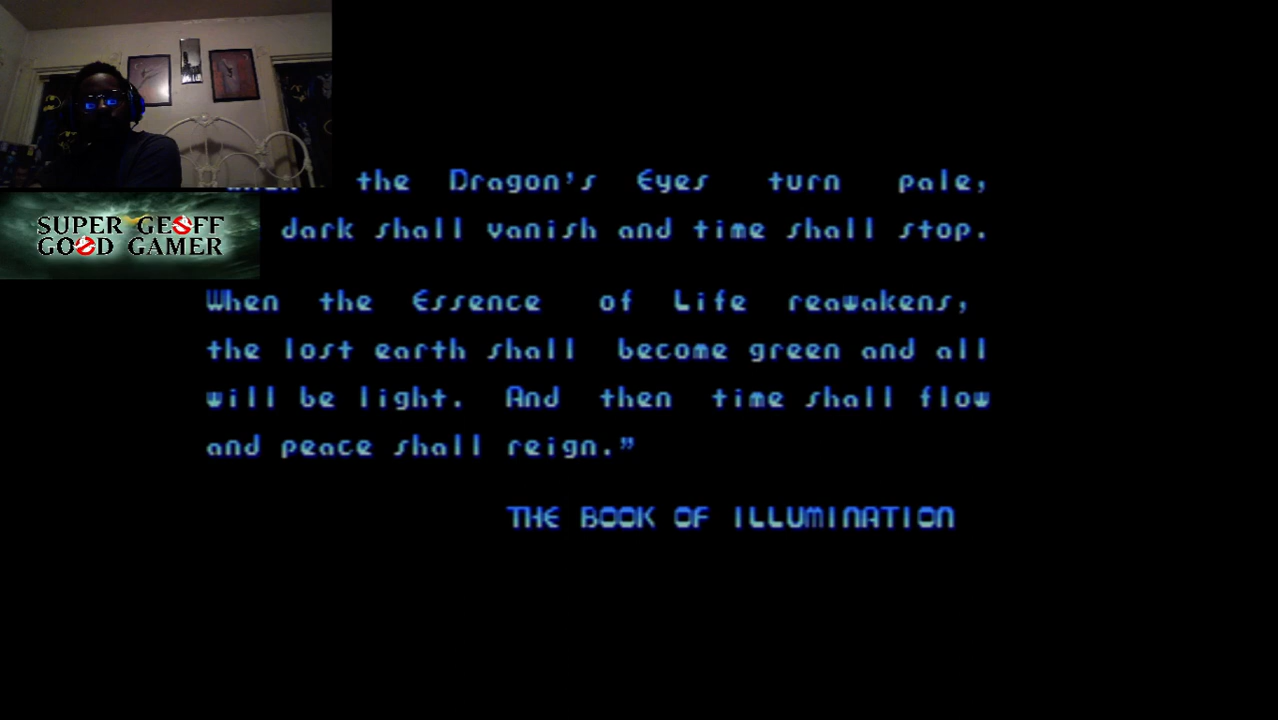 SUPER GEOFF
GOOD GAMER
the Dragon's Eyes turn pale,
dark shall vanish and time shall stop.
When the Essence of Life reawakens,
the lost earth shall become green and all
will be light. And then time shall flow
and peace shall reign.”
THE BOOK OF ILLUMINATION